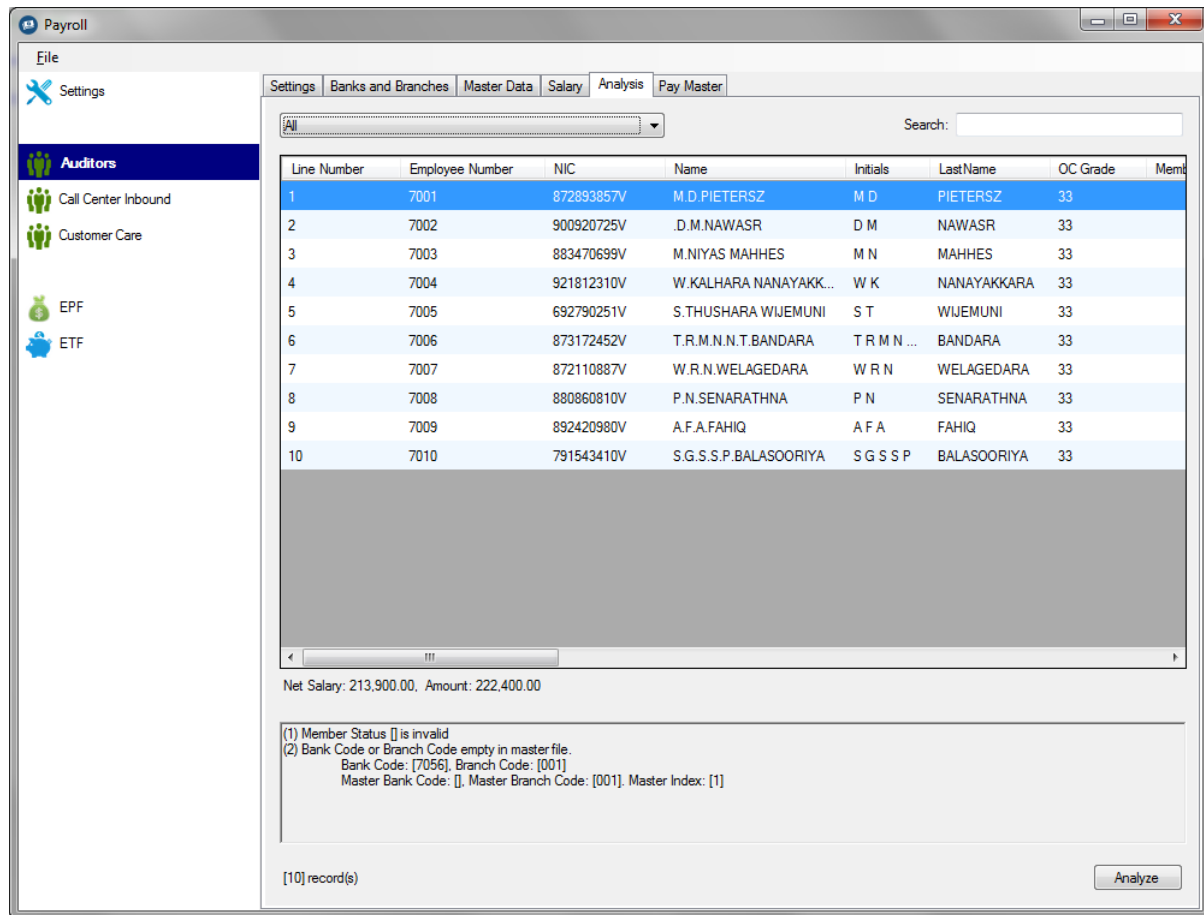 Payroll
File
Settings
Auditors
Call Center Inbound
Customer Care
EPF
ETF
Settings Banks and Branches Master Data Salary Analysis Pay Master
All Search:
Line Number Employee Number NIC Name Initials LastName OC Grade Memb
1 7001 872893857V M.D.PIETERSZ M D PIETERSZ 33
2 7002 900920725V .D.M.NAWASR D M NAWASR 33
3 7003 883470699V M.NIYAS MAHHES M N MAHHES 33
4 7004 921812310V W.KALHARA NANAYAKK... W K NANAYAKKARA 33
5 7005 692790251V S.THUSHARA WIJEMUNI S T WIJEMUNI 33
6 7006 873172452V T.R.M.N.N.T.BANDARA T R M N ... BANDARA 33
7 7007 872110887V W.R.N.WELAGEDARA W R N WELAGEDARA 33
8 7008 880860810V P.N.SENARATHNA P N SENARATHNA 33
9 7009 892420980V A.F.A.FAHIQ A F A FAHIQ 33
10 7010 791543410V S.G.S.S.P.BALASOORIYA S G S S P BALASOORIYA 33
Net Salary: 213,900.00, Amount: 222,400.00
(1) Member Status [] is invalid
(2) Bank Code or Branch Code empty in master file.
Bank Code: [7056], Branch Code: [001]
Master Bank Code: [], Master Branch Code: [001]. Master Index: [1]
[10] record(s) Analyze